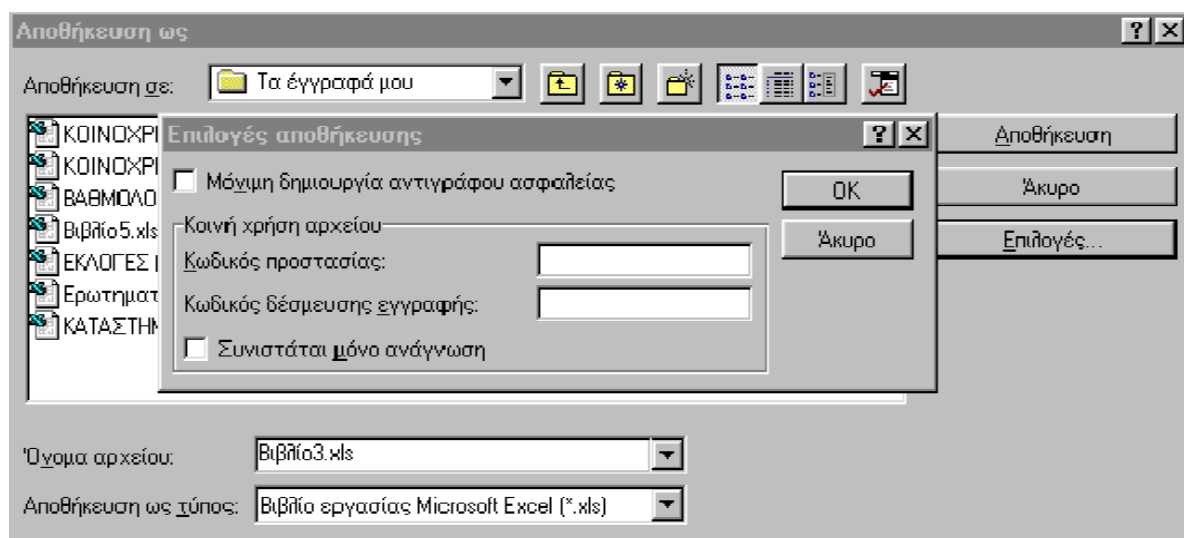 Αποθήκευση ως
Αποθήκευση σε: Τα έγγραφά μου
ΚΟΙΝΟΧΡΙ
ΚΟΙΝΟΧΡΙ
ΒΑΘΜΟΛΟ
Βιβλίο5.xls
ΕΚΛΟΓΕΣ
Ερωτηματ
ΚΑΤΑΣΤΗΜ
Επιλογές αποθήκευσης
Μόνιμη δημιουργία αντιγράφου ασφαλείας
OK
Άκυρο
Κοινή χρήση αρχείου
Κωδικός προστασίας:
Κωδικός δέσμευσης εγγραφής:
Συνιστάται μόνο ανάγνωση
Αποθήκευση
Άκυρο
Επιλογές...
Όνομα αρχείου: Βιβλίο3.xls
Αποθήκευση ως τύπος: Βιβλίο εργασίας Microsoft Excel (*.xls)